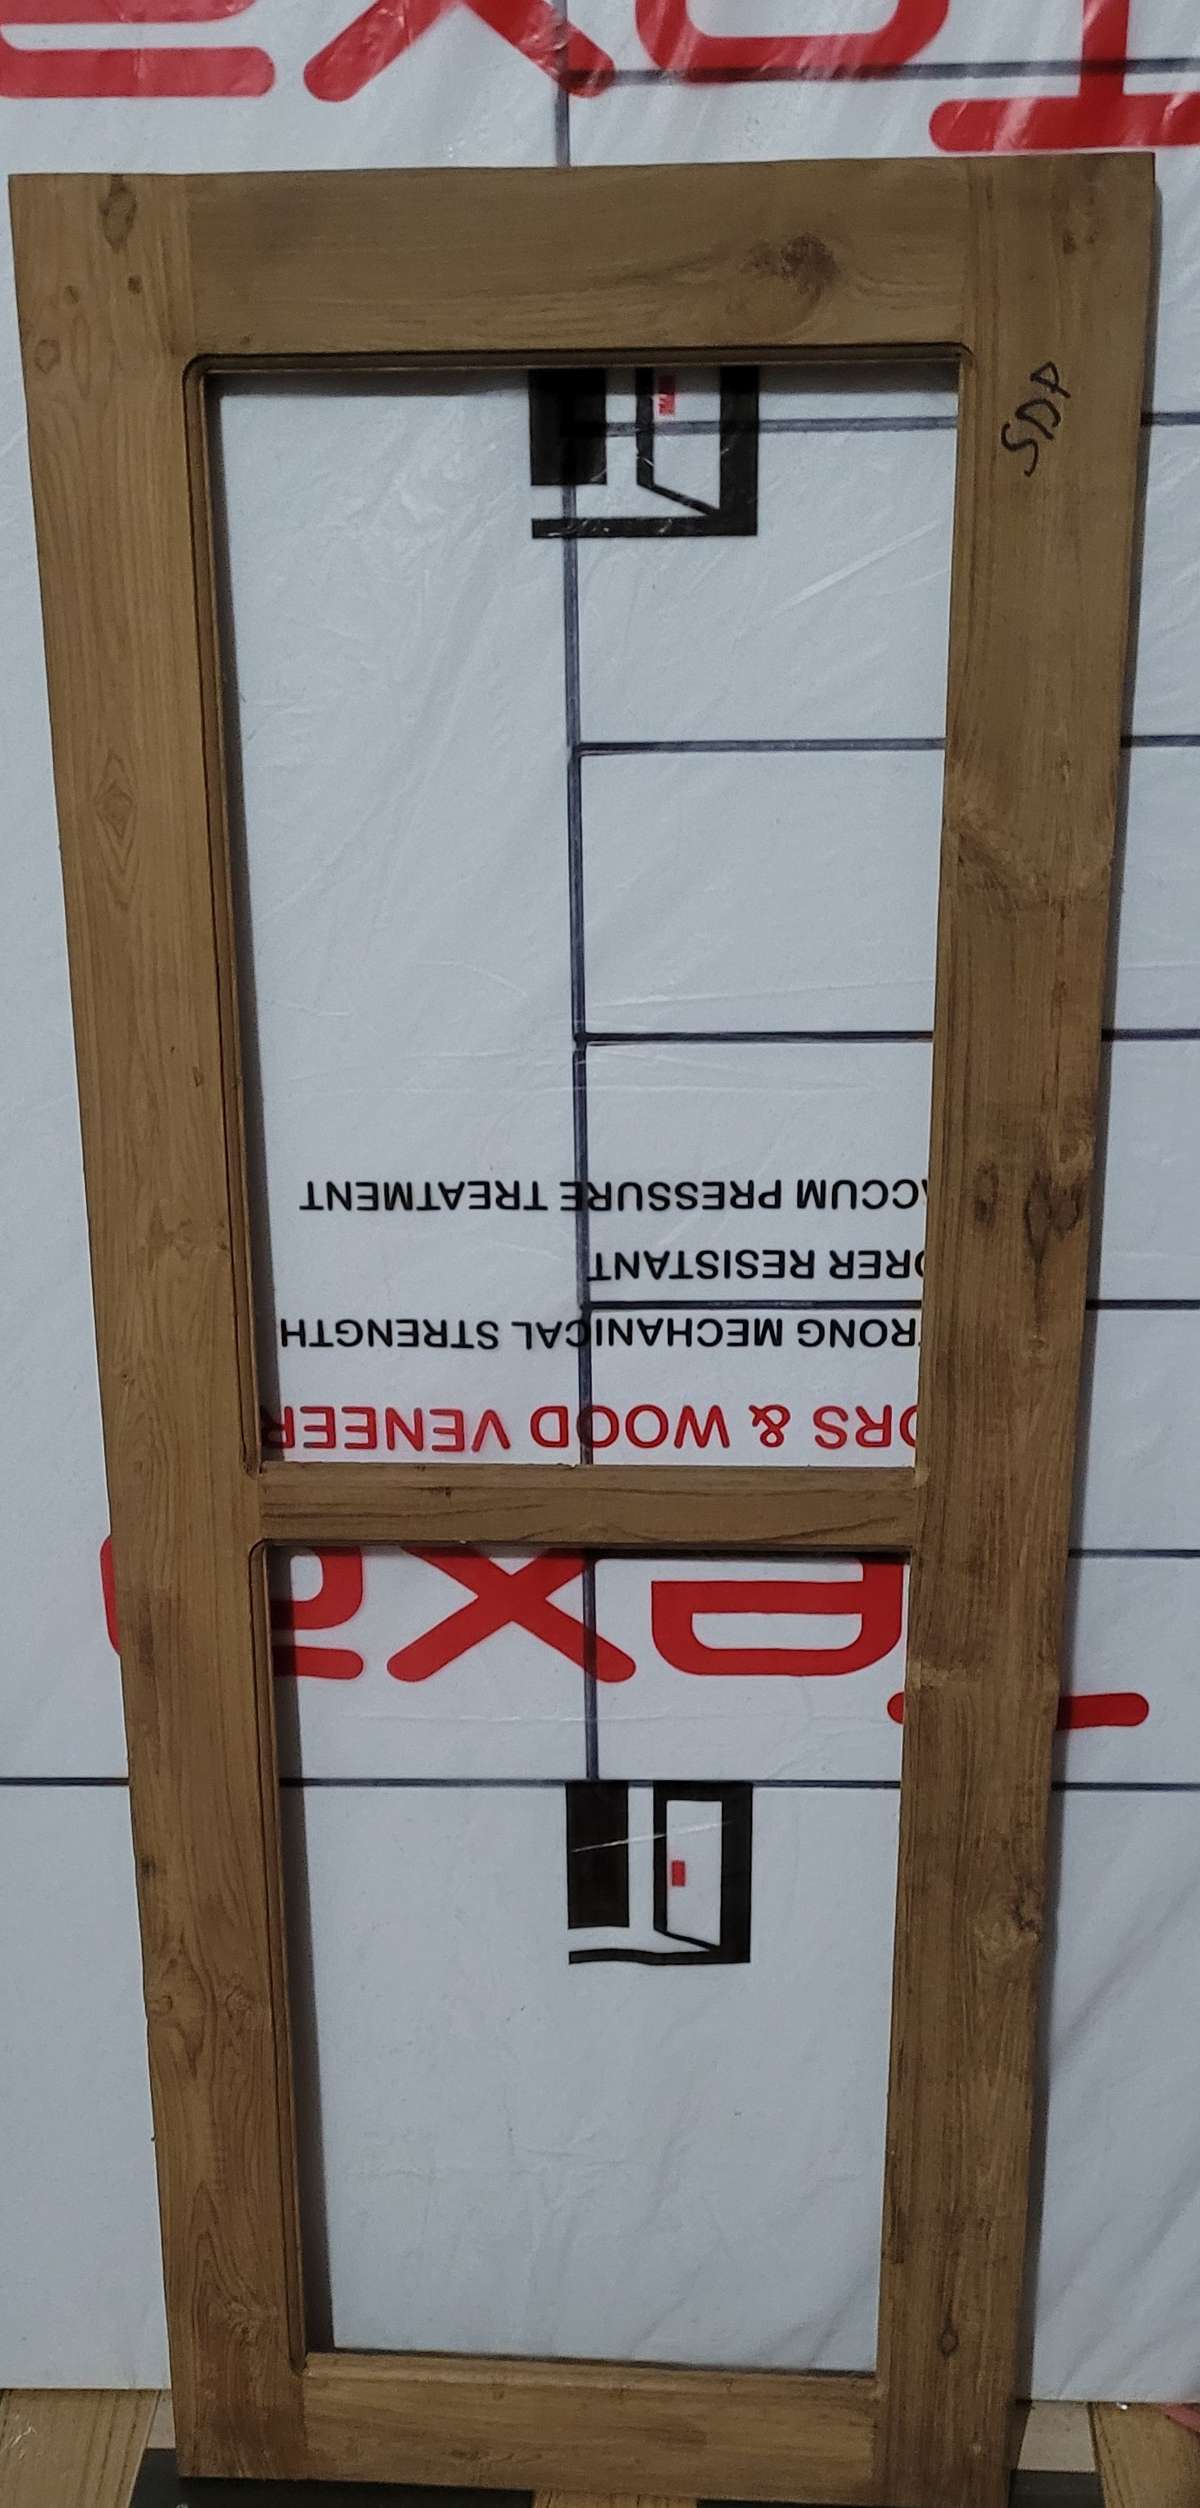 SDP
ACCUM PRESSURE TREATMENT
ORER RESISTANT
RONG MECHANICAL STRENGTH
ORS & WOOD VENEER